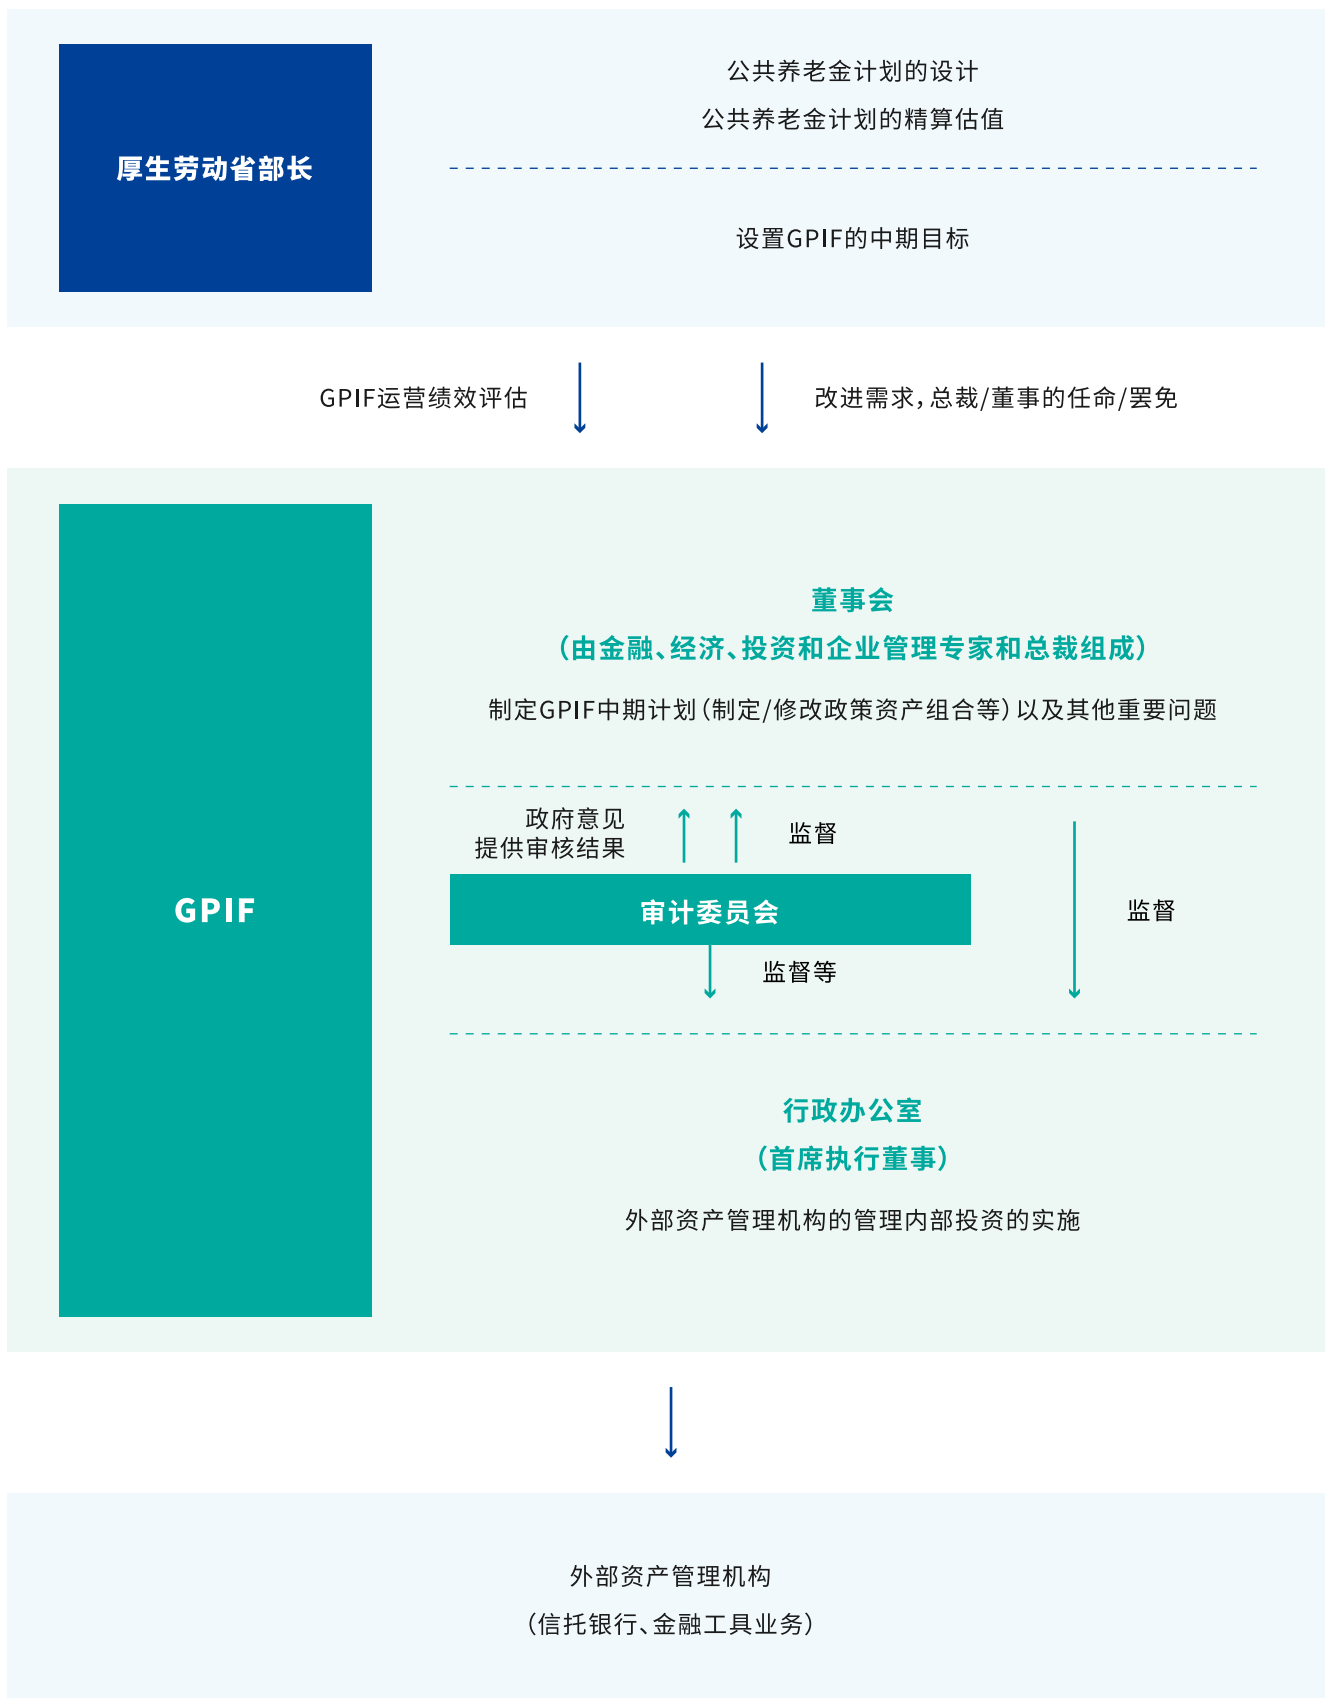 厚生劳动省部长
公共养老金计划的设计
公共养老金计划的精算估值
设置GPIF的中期目标
GPIF运营绩效评估
改进需求，总裁/董事的任命/罢免
GPIF
董事会
（由金融、经济、投资和企业管理专家和总裁组成）
制定GPIF中期计划（制定/修改政策资产组合等）以及其他重要问题
政府意见
提供审核结果
监督
审计委员会
监督
监督等
行政办公室
（首席执行董事）
外部资产管理机构的管理内部投资的实施
外部资产管理机构
（信托银行、金融工具业务）